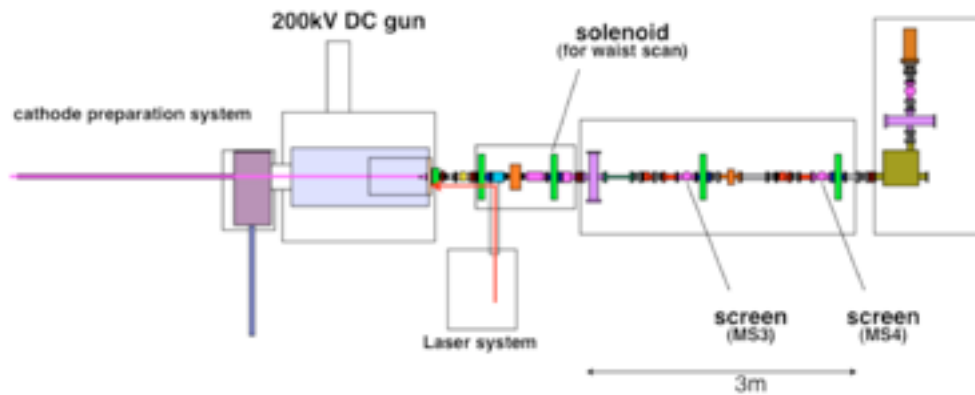 200kV DC gun
solenoid
(for waist scan)
cathode preparation system
screen
(MS3)
screen
(MS4)
Laser system
3m